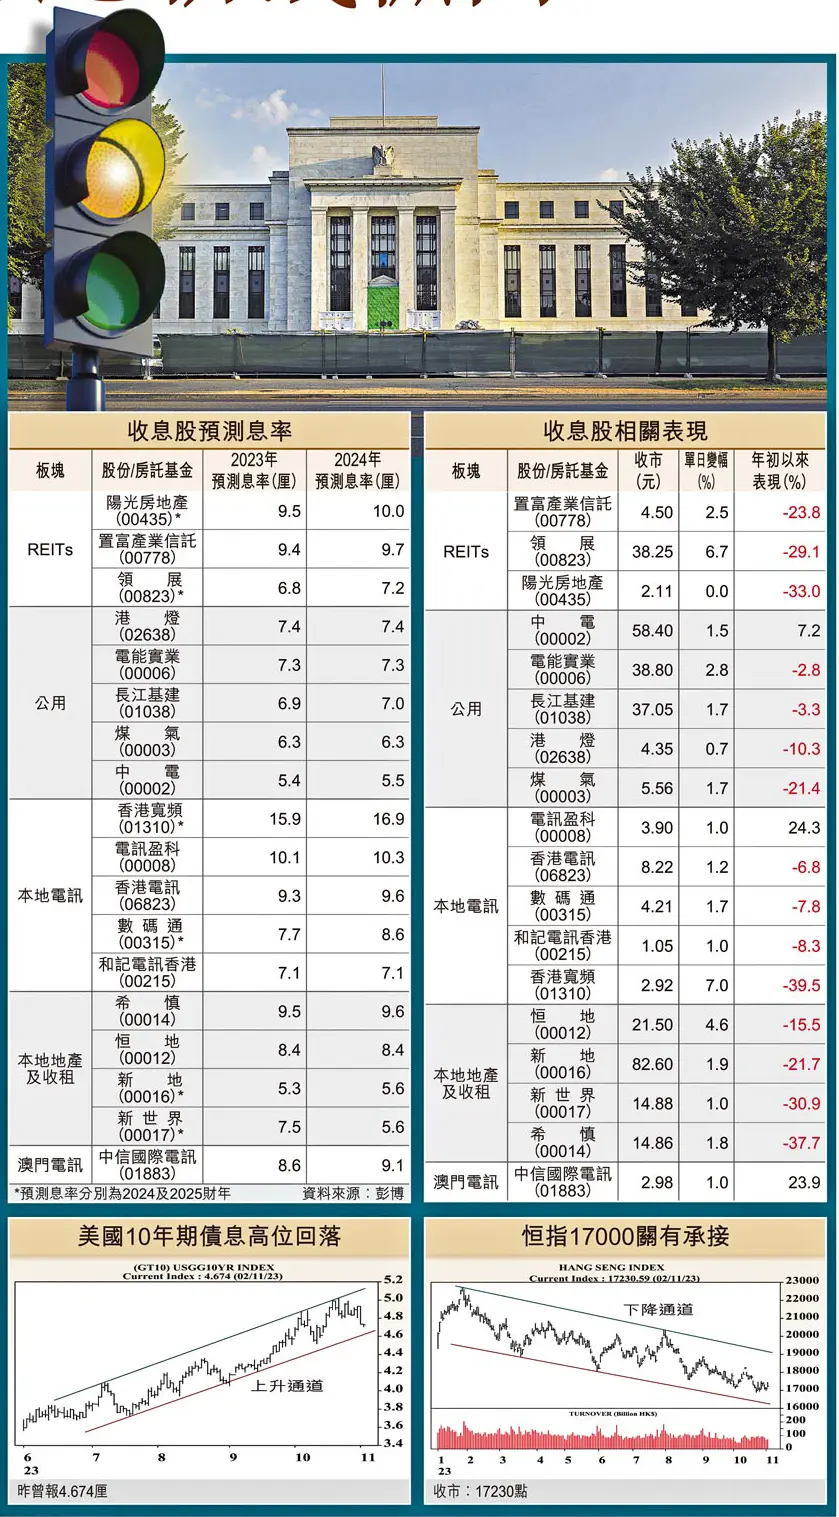 收息股預測息率
板塊 股份/房託基金 2023年預測息率(厘) 2024年預測息率(厘)
REITs
陽光房地產(00435)* 9.5 10.0
置富產業信託(00778) 9.4 9.7
領展(00823)* 6.8 7.2
公用
港燈(02638) 7.4 7.4
電能實業(00006) 7.3 7.3
長江基建(01038) 6.9 7.0
煤氣(00003) 6.3 6.3
中電(00002) 5.4 5.5
本地電訊
香港寬頻(01310)* 15.9 16.9
電訊盈科(00008) 10.1 10.3
香港電訊(06823) 9.3 9.6
數碼通(00315)* 7.7 8.6
和記電訊香港(00215) 7.1 7.1
本地地產及收租
希慎(00014) 9.5 9.6
恒地(00012) 8.4 8.4
新地(00016)* 5.3 5.6
新世界(00017)* 7.5 5.6
澳門電訊
中信國際電訊(01883) 8.6 9.1
*預測息率分別為2024及2025財年 資料來源：彭博
收息股相關表現
板塊 股份/房託基金 收市(元) 單日變幅(%) 年初以來表現(%)
REITs
置富產業信託(00778) 4.50 2.5 -23.8
領展(00823) 38.25 6.7 -29.1
陽光房地產(00435) 2.11 0.0 -33.0
公用
中電(00002) 58.40 1.5 7.2
電能實業(00006) 38.80 2.8 -2.8
長江基建(01038) 37.05 1.7 -3.3
港燈(02638) 4.35 0.7 -10.3
煤氣(00003) 5.56 1.7 -21.4
本地電訊
電訊盈科(00008) 3.90 1.0 24.3
香港電訊(06823) 8.22 1.2 -6.8
數碼通(00315) 4.21 1.7 -7.8
和記電訊香港(00215) 1.05 1.0 -8.3
香港寬頻(01310) 2.92 7.0 -39.5
本地地產及收租
恒地(00012) 21.50 4.6 -15.5
新地(00016) 82.60 1.9 -21.7
新世界(00017) 14.88 1.0 -30.9
希慎(00014) 14.86 1.8 -37.7
澳門電訊
中信國際電訊(01883) 2.98 1.0 23.9
美國10年期債息高位回落
(GT10) USGG10YR INDEX
Current Index : 4.674 (02/11/23)
5.2
5.0
4.8
4.6
4.4
4.2
4.0
3.8
3.6
3.4
上升通道
6 7 8 9 10 11
23
昨曾報4.674厘
恒指17000關有承接
HANG SENG INDEX
Current Index : 17230.59 (02/11/23)
23000
22000
21000
20000
19000
18000
17000
16000
下降通道
TURNOVER (Billion HK$)
200
100
0
1 2 3 4 5 6 7 8 9 10 11
23
收市：17230點